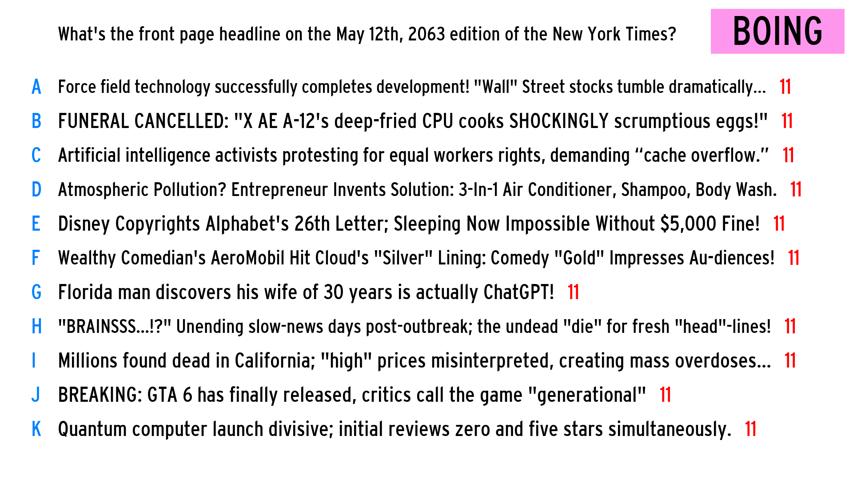 What's the front page headline on the May 12th, 2063 edition of the New York Times? BOING
A Force field technology successfully completes development! "Wall" Street stocks tumble dramatically... 11
B FUNERAL CANCELLED: "X AE A-12's deep-fried CPU cooks SHOCKINGLY scrumptious eggs!" 11
C Artificial intelligence activists protesting for equal workers rights, demanding “cache overflow.” 11
D Atmospheric Pollution? Entrepreneur Invents Solution: 3-In-1 Air Conditioner, Shampoo, Body Wash. 11
E Disney Copyrights Alphabet's 26th Letter; Sleeping Now Impossible Without $5,000 Fine! 11
F Wealthy Comedian's AeroMobil Hit Cloud's "Silver" Lining: Comedy "Gold" Impresses Au-diences! 11
G Florida man discovers his wife of 30 years is actually ChatGPT! 11
H "BRAINSSS...!?" Unending slow-news days post-outbreak; the undead "die" for fresh "head"-lines! 11
I Millions found dead in California; "high" prices misinterpreted, creating mass overdoses... 11
J BREAKING: GTA 6 has finally released, critics call the game "generational" 11
K Quantum computer launch divisive; initial reviews zero and five stars simultaneously. 11